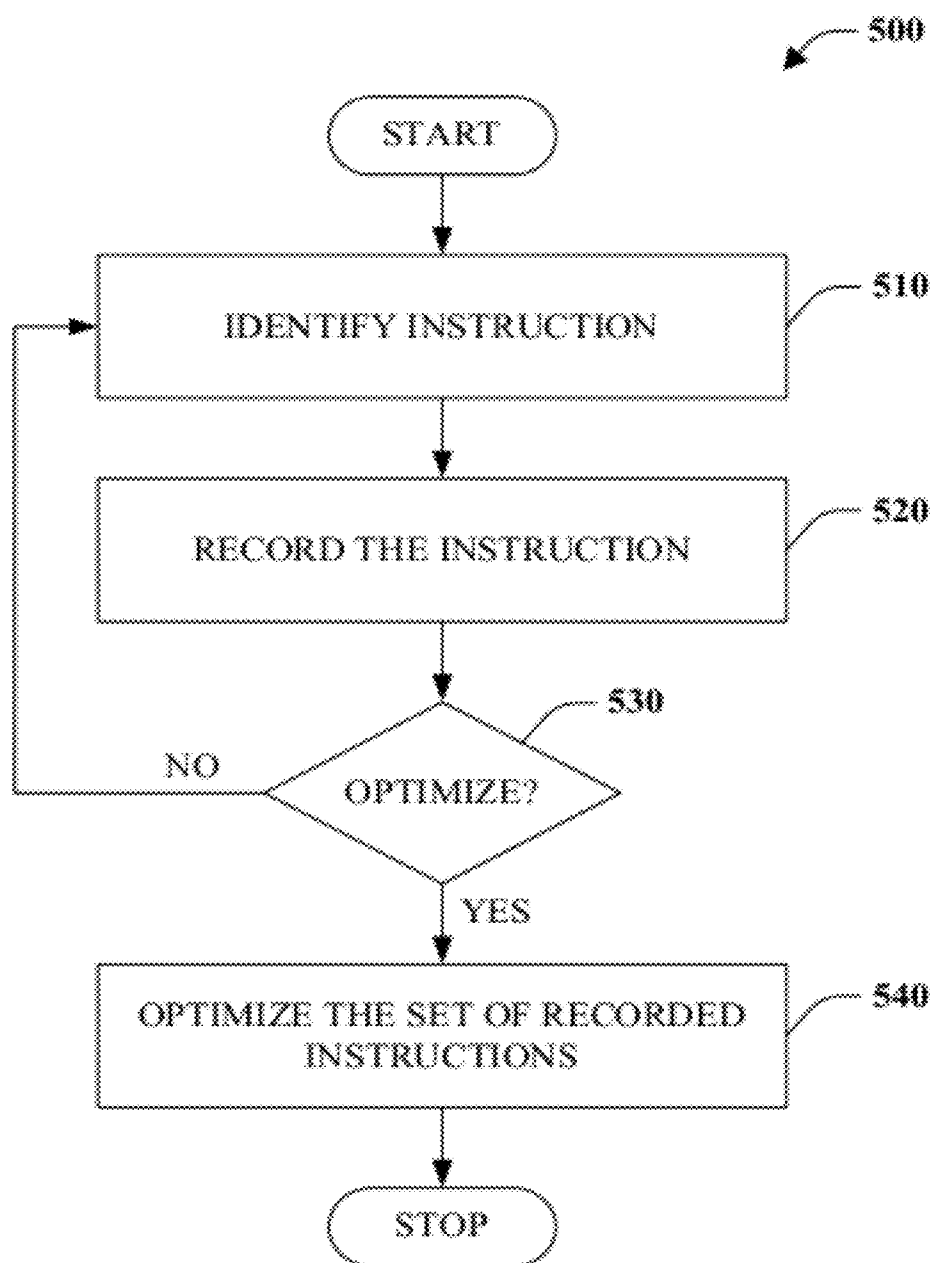 500
START
IDENTIFY INSTRUCTION
510
RECORD THE INSTRUCTION
520
530
OPTIMIZE?
NO
YES
OPTIMIZE THE SET OF RECORDED
INSTRUCTIONS
540
STOP